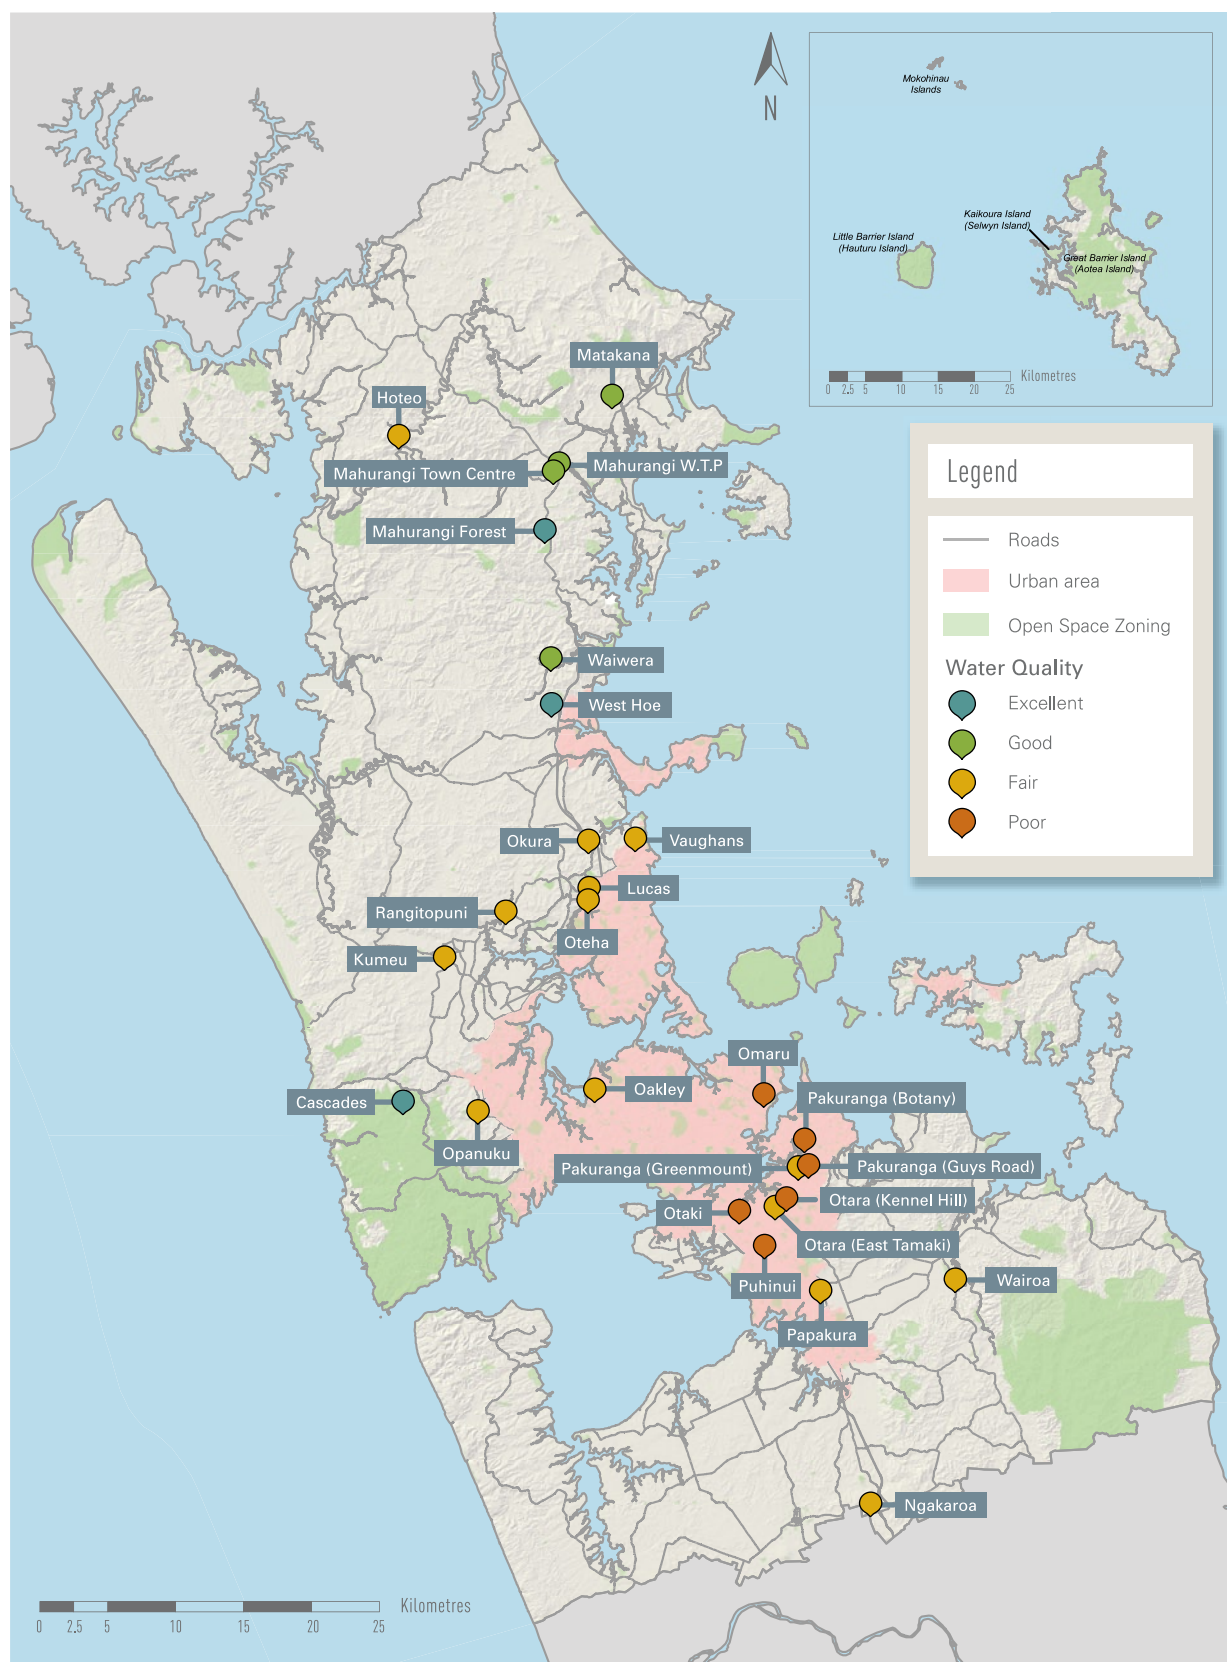 Mokohinau
Islands
Kaikoura Island
(Selwyn Island)
Little Barrier Island
(Hauturu Island)
Great Barrier Island
(Aotea Island)
Kilometres
0 2.5 5 10 15 20 25
N
Matakana
Hoteo
Mahurangi W.T.P
Mahurangi Town Centre
Mahurangi Forest
Legend
Roads
Urban area
Open Space Zoning
Water Quality
Excellent
Good
Fair
Poor
Waiwera
West Hoe
Okura
Vaughans
Lucas
Rangitopuni
Oteha
Kumeu
Omaru
Oakley
Cascades
Pakuranga (Botany)
Opanuku
Pakuranga (Greenmount)
Pakuranga (Guys Road)
Otara (Kennel Hill)
Otaki
Otara (East Tamaki)
Puhinui
Wairoa
Papakura
Ngakaroa
Kilometres
0 2.5 5 10 15 20 25